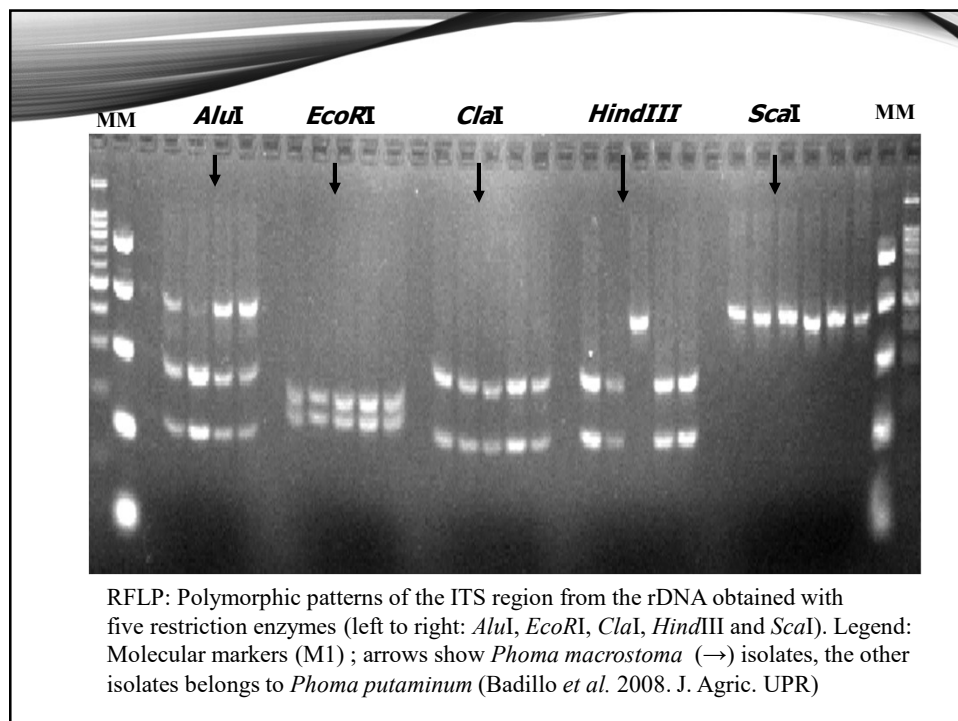 MM AluI EcoRI ClaI HindIII ScaI MM
RFLP: Polymorphic patterns of the ITS region from the rDNA obtained with
five restriction enzymes (left to right: AluI, EcoRI, ClaI, HindIII and ScaI). Legend:
Molecular markers (M1) ; arrows show Phoma macrostoma (→) isolates, the other
isolates belongs to Phoma putaminum (Badillo et al. 2008. J. Agric. UPR)